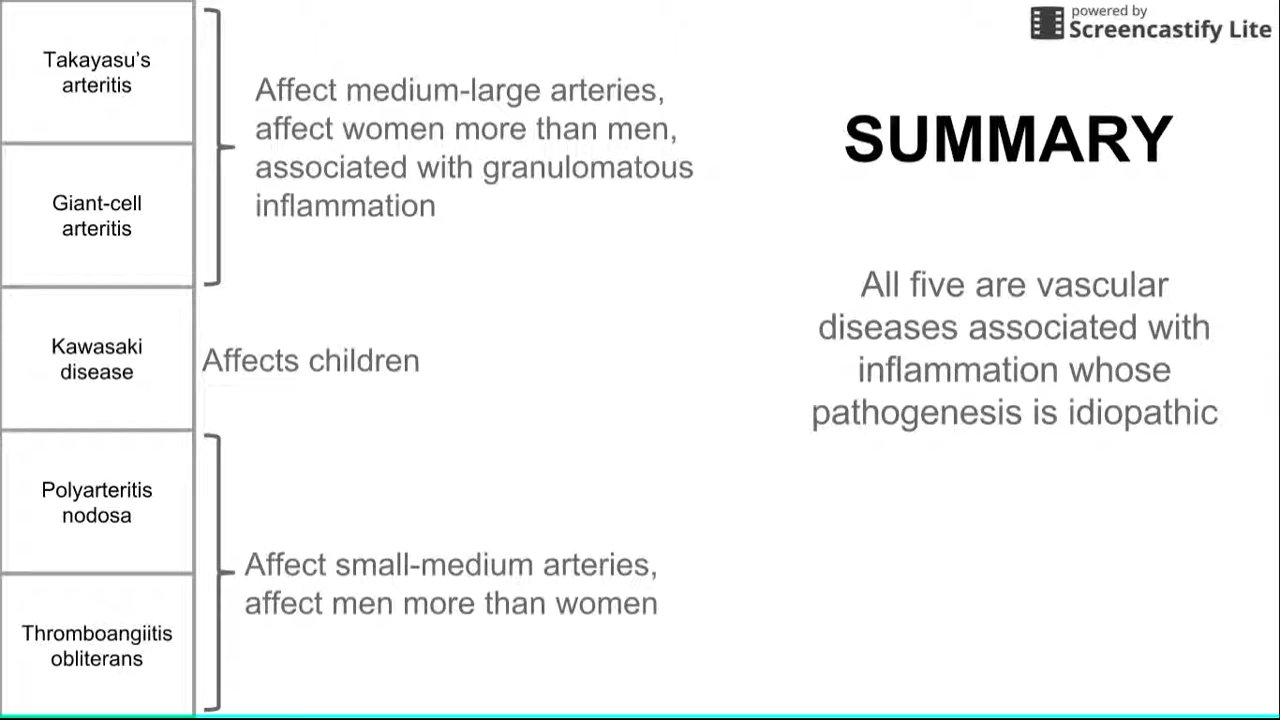 powered by
Screencastify Lite
SUMMARY
Takayasu's
arteritis
Giant-cell
arteritis
Affect medium-large arteries,
affect women more than men,
associated with granulomatous
inflammation
Kawasaki
disease
Affects children
Polyarteritis
nodosa
Thromboangiitis
obliterans
Affect small-medium arteries,
affect men more than women
All five are vascular
diseases associated with
inflammation whose
pathogenesis is idiopathic